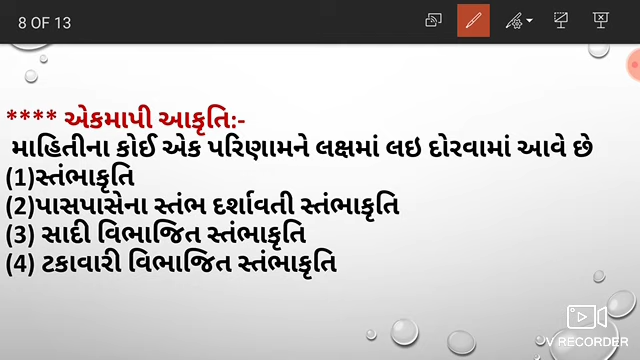 8 OF 13
**** એકમાપી આકૃતિ:-
માહિતીના કોઈ એક પરિણામને લક્ષમાં લઇ દોરવામાં આવે છે
(1)સ્તંભાકૃતિ
(2)પાસપાસેના સ્તંભ દર્શાવતી સ્તંભાકૃતિ
(3) સાદી વિભાજિત સ્તંભાકૃતિ
(4) ટકાવારી વિભાજિત સ્તંભાકૃતિ
V RECORDER